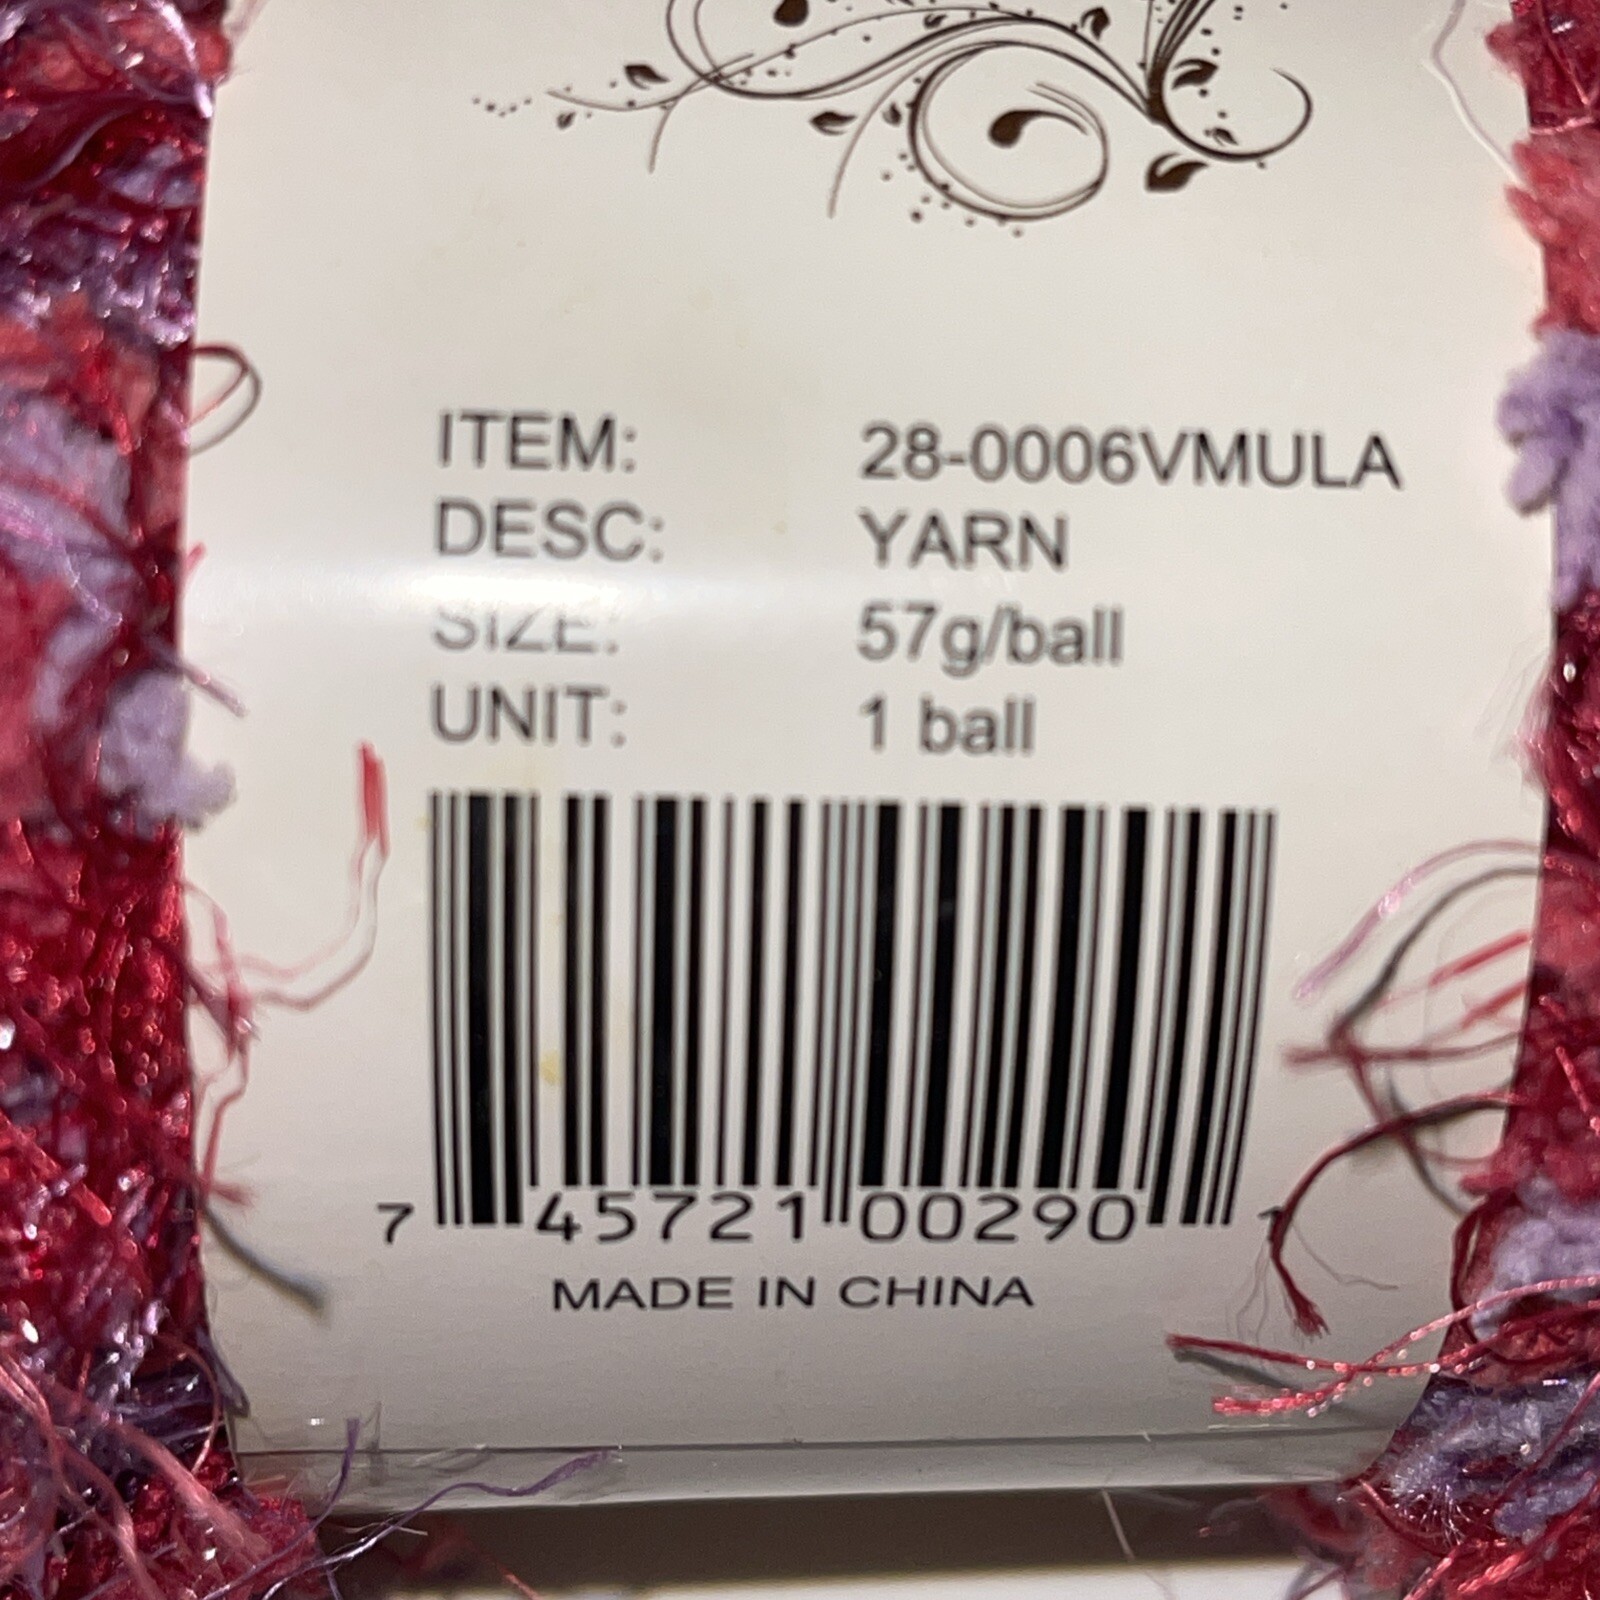 ITEM: 28-0006VMULA
DESC: YARN
SIZE: 57g/ball
UNIT: 1 ball
7 45721 00290 1
MADE IN CHINA